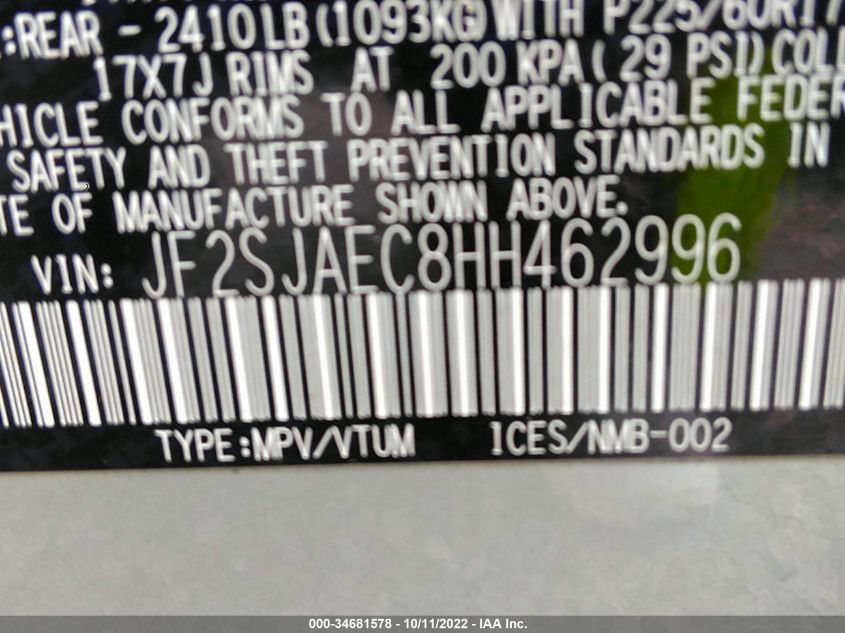 :REAR - 2410LB(1093KG)WITH P225/60R17
17X7J RIMS AT 200 KPA( 29 PSI)COLD
HICLE CONFORMS TO ALL APPLICABLE FEDER
SAFETY AND THEFT PREVENTION STANDARDS IN
TE OF MANUFACTURE SHOWN ABOVE.
VIN: JF2SJAEC8HH462996
TYPE:MPV/VTUM ICES/NMB-002
000-34681578 - 10/11/2022 - IAA Inc.